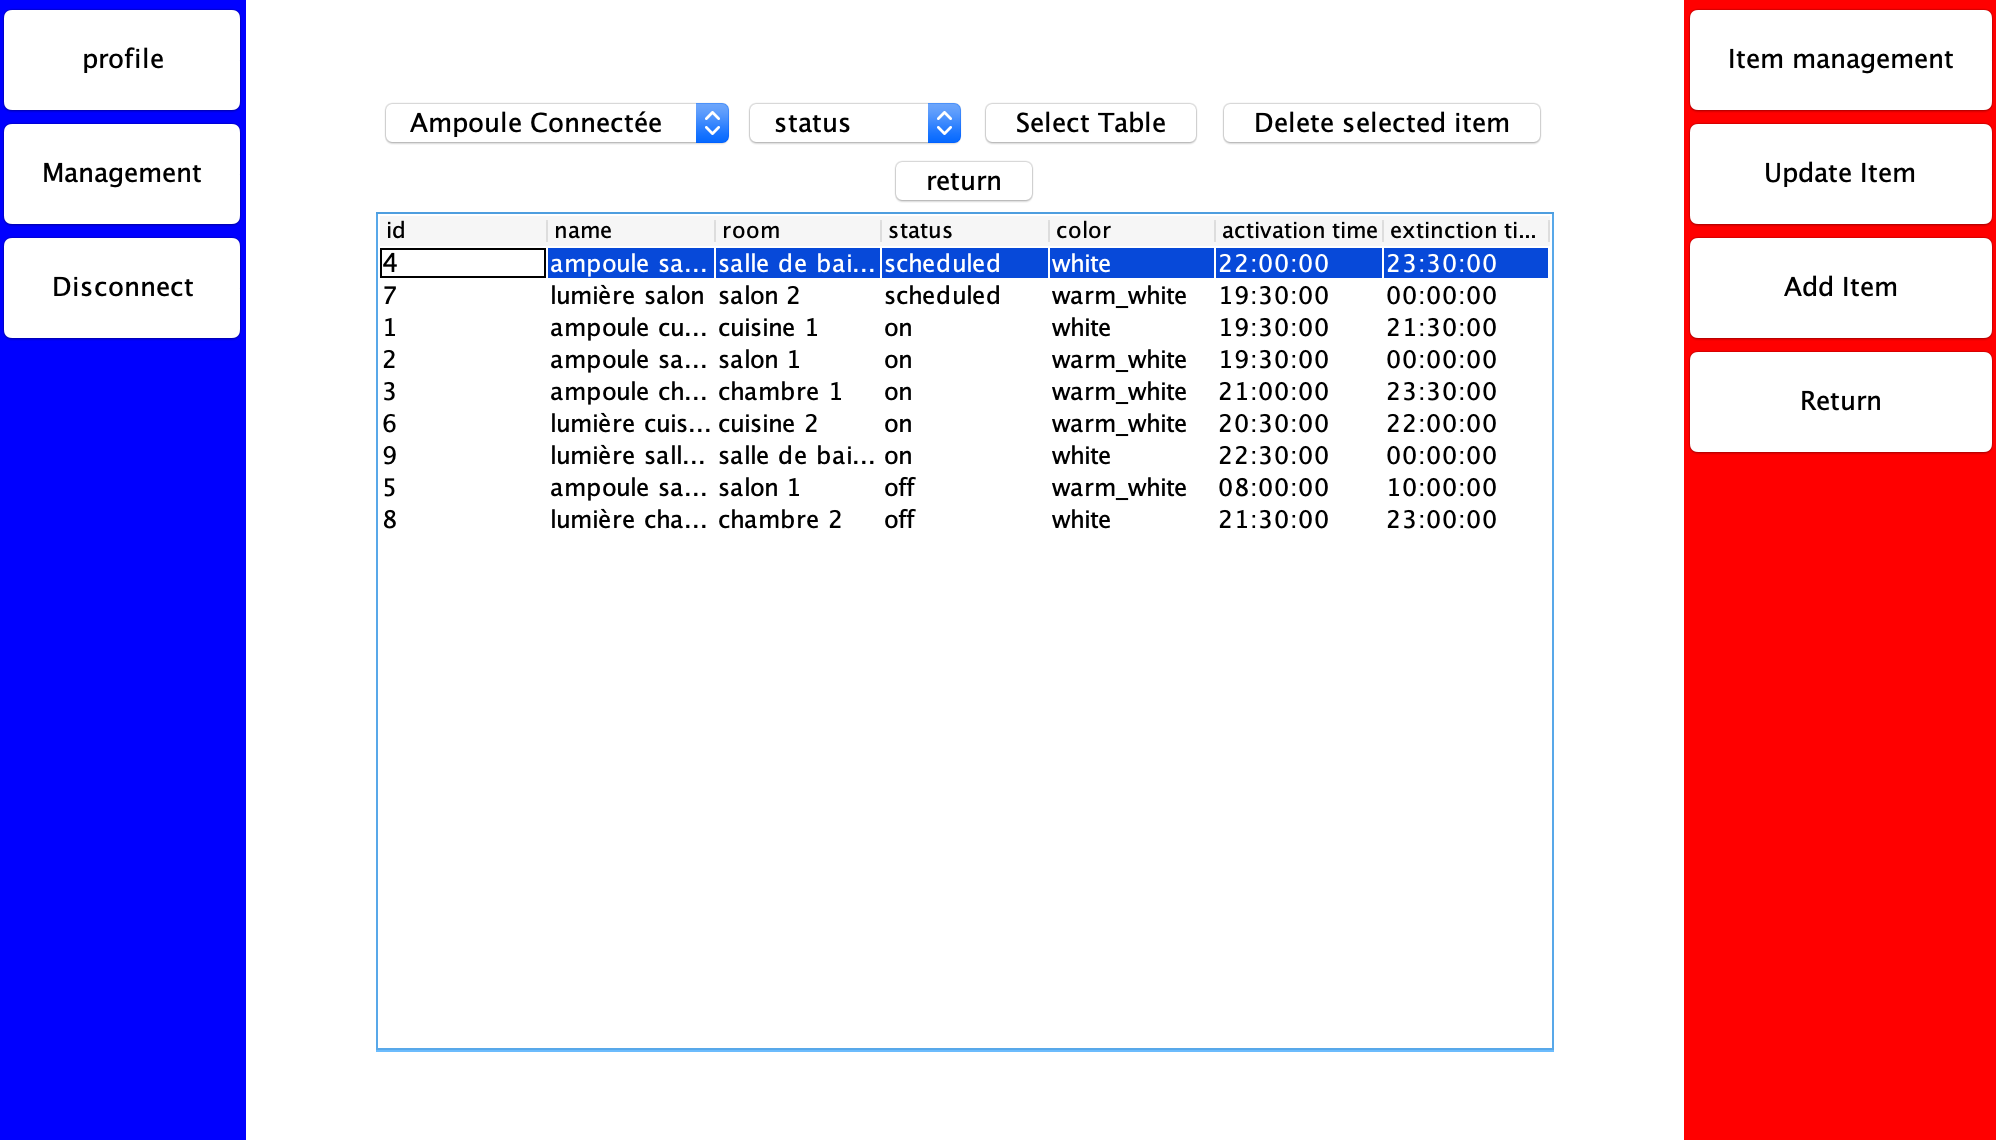 profile
Management
Disconnect
Ampoule Connectée status Select Table Delete selected item
return
id name room status color activation time extinction ti...
4 ampoule sa... salle de bai... scheduled white 22:00:00 23:30:00
7 lumière salon salon 2 scheduled warm_white 19:30:00 00:00:00
1 ampoule cu... cuisine 1 on white 19:30:00 21:30:00
2 ampoule sa... salon 1 on warm_white 19:30:00 00:00:00
3 ampoule ch... chambre 1 on warm_white 21:00:00 23:30:00
6 lumière cuis... cuisine 2 on warm_white 20:30:00 22:00:00
9 lumière sall... salle de bai... on white 22:30:00 00:00:00
5 ampoule sa... salon 1 off warm_white 08:00:00 10:00:00
8 lumière cha... chambre 2 off white 21:30:00 23:00:00
Item management
Update Item
Add Item
Return